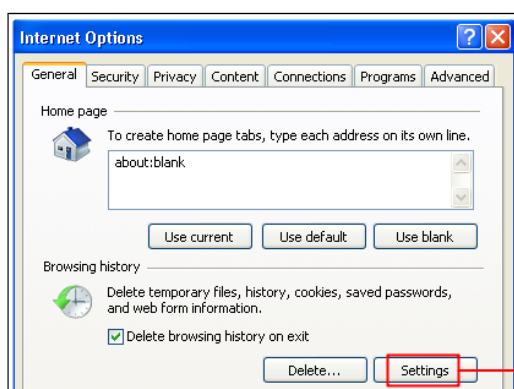 Internet Options
General Security Privacy Content Connections Programs Advanced
Home page
To create home page tabs, type each address on its own line.
about:blank
Use current Use default Use blank
Browsing history
Delete temporary files, history, cookies, saved passwords,
and web form information.
Delete browsing history on exit
Delete... Settings